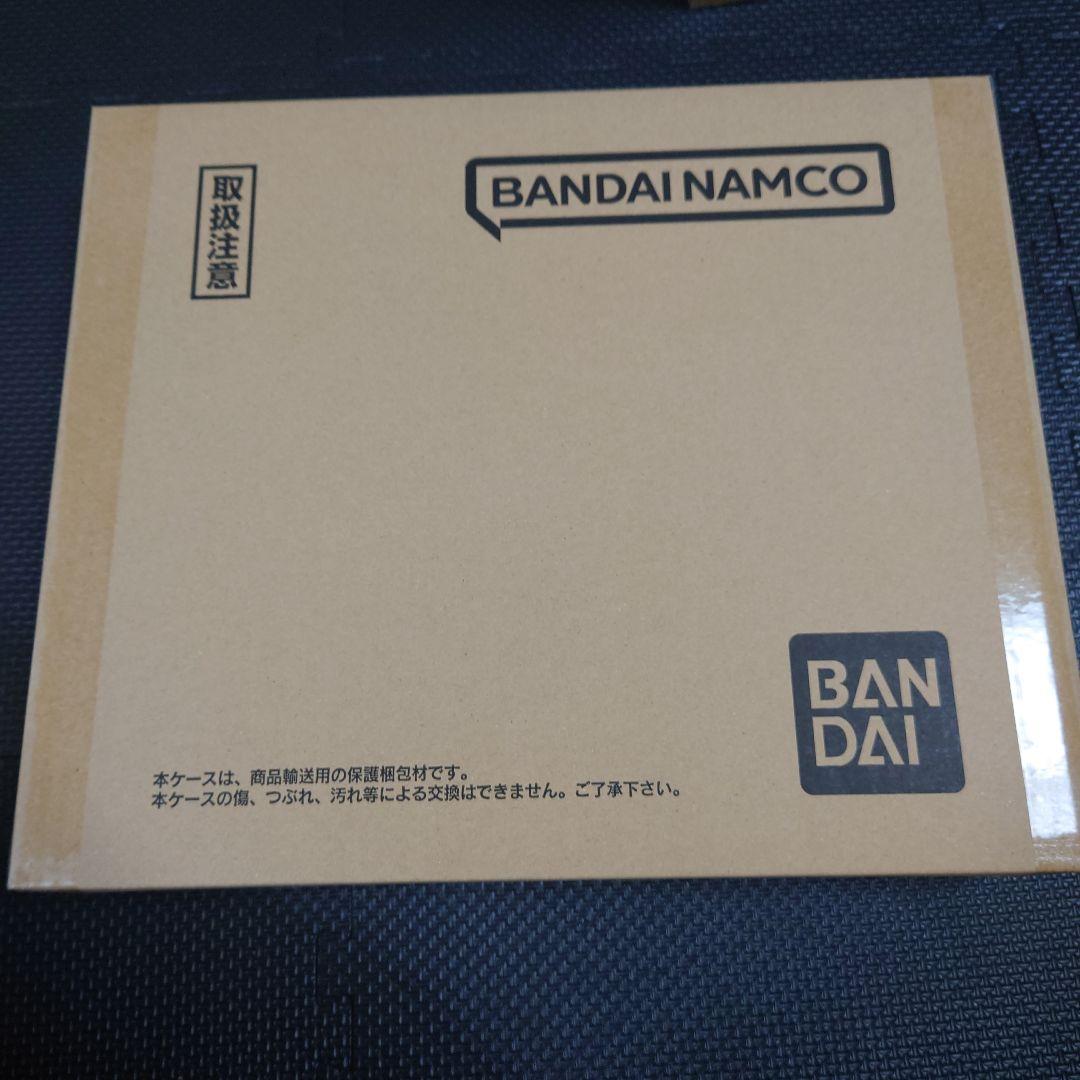 取扱注意
BANDAI NAMCO
BAN
DAI
本ケースは、商品輸送用の保護梱包材です。
本ケースの傷、つぶれ、汚れ等による交換はできません。ご了承下さい。